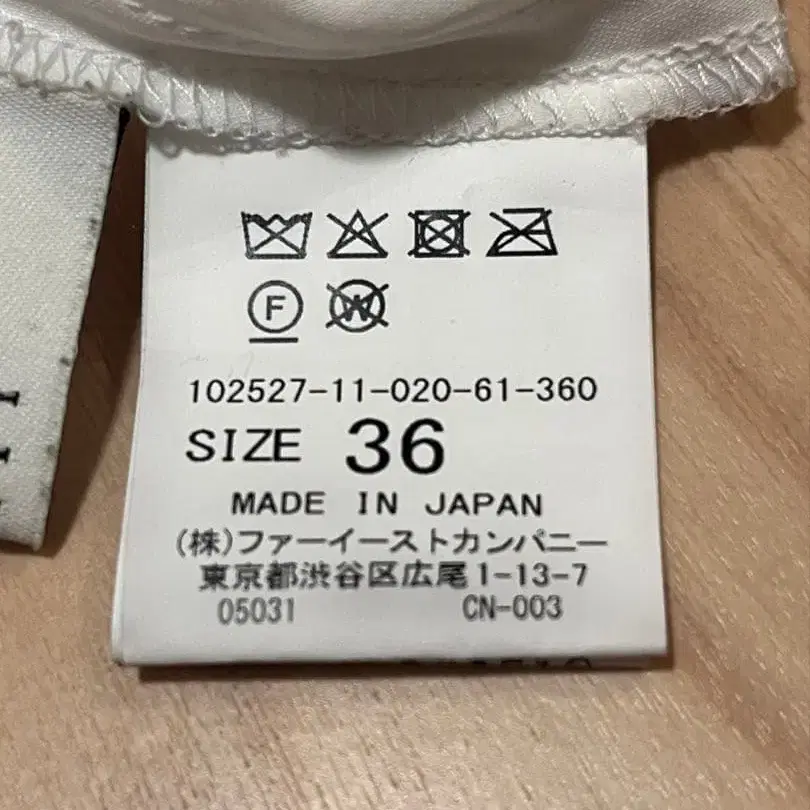 F W
102527-11-020-61-360
SIZE 36
MADE IN JAPAN
(株)ファーイーストカンパニー
東京都渋谷区広尾1-13-7
05031 CN-003